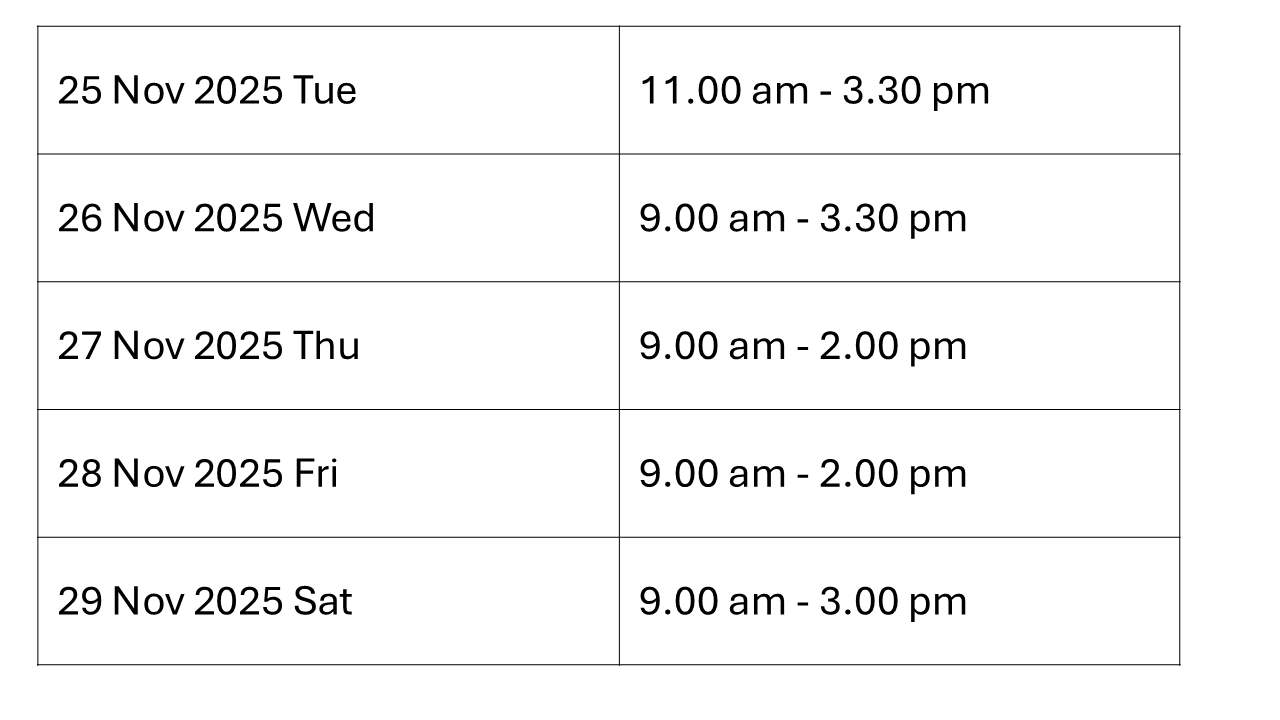 25 Nov 2025 Tue 11.00 am - 3.30 pm
26 Nov 2025 Wed 9.00 am - 3.30 pm
27 Nov 2025 Thu 9.00 am - 2.00 pm
28 Nov 2025 Fri 9.00 am - 2.00 pm
29 Nov 2025 Sat 9.00 am - 3.00 pm